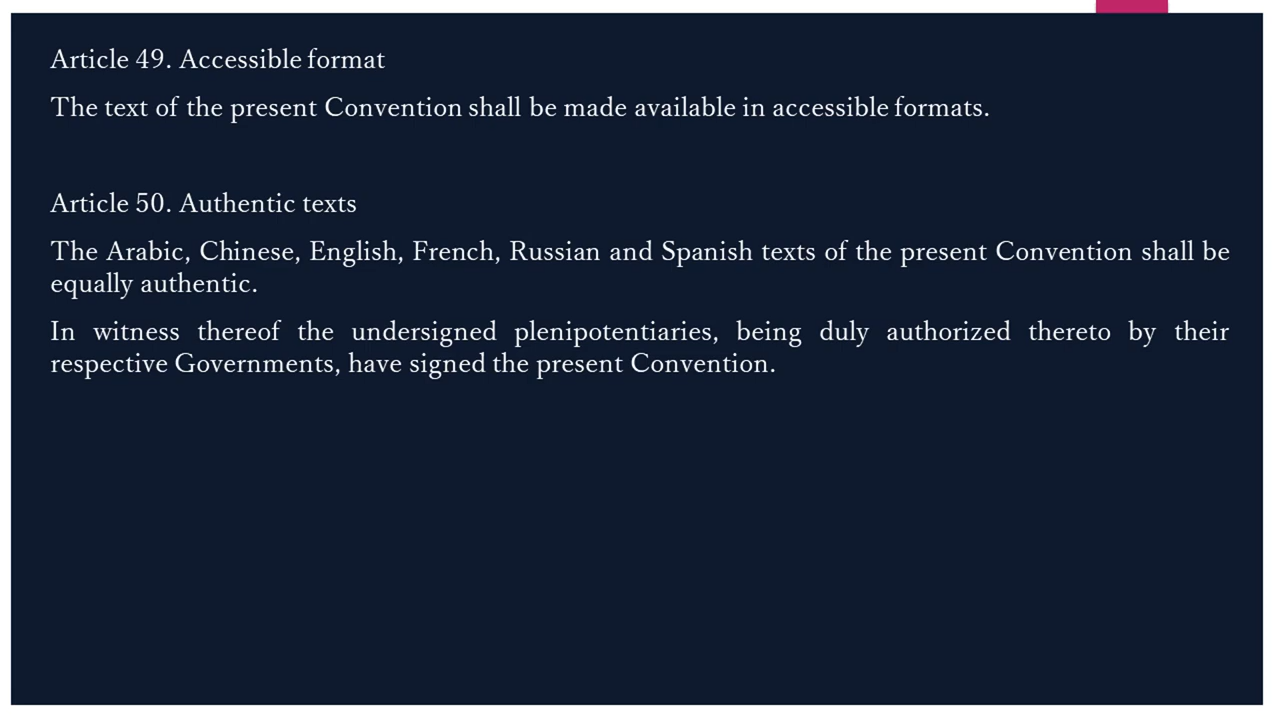 Article 49. Accessible format
The text of the present Convention shall be made available in accessible formats.
Article 50. Authentic texts
The Arabic, Chinese, English, French, Russian and Spanish texts of the present Convention shall be
equally authentic.
In witness thereof the undersigned plenipotentiaries, being duly authorized thereto by their
respective Governments, have signed the present Convention.